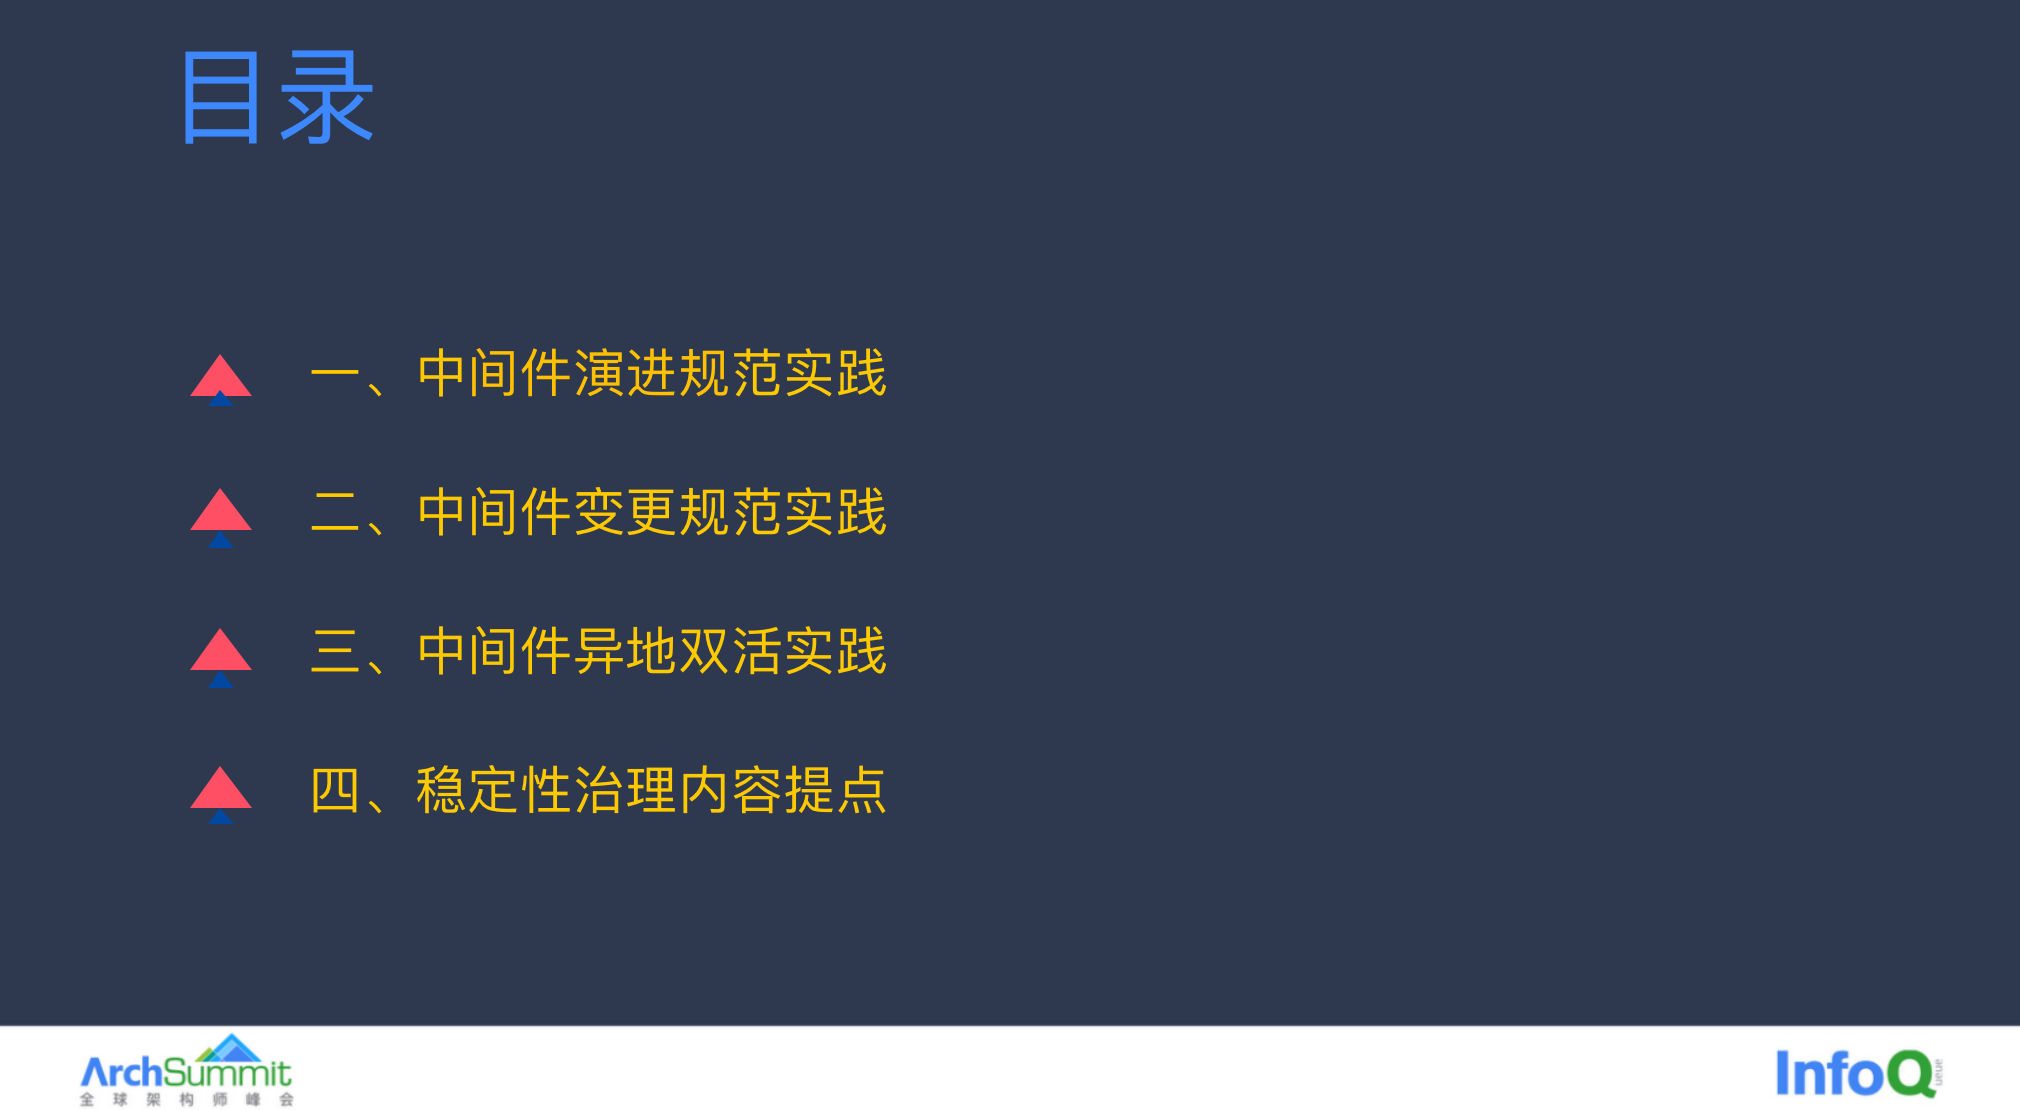 目录
一、中间件演进规范实践
二、中间件变更规范实践
三、中间件异地双活实践
四、稳定性治理内容提点
ArchSummit
全球架构师峰会
InfoQ